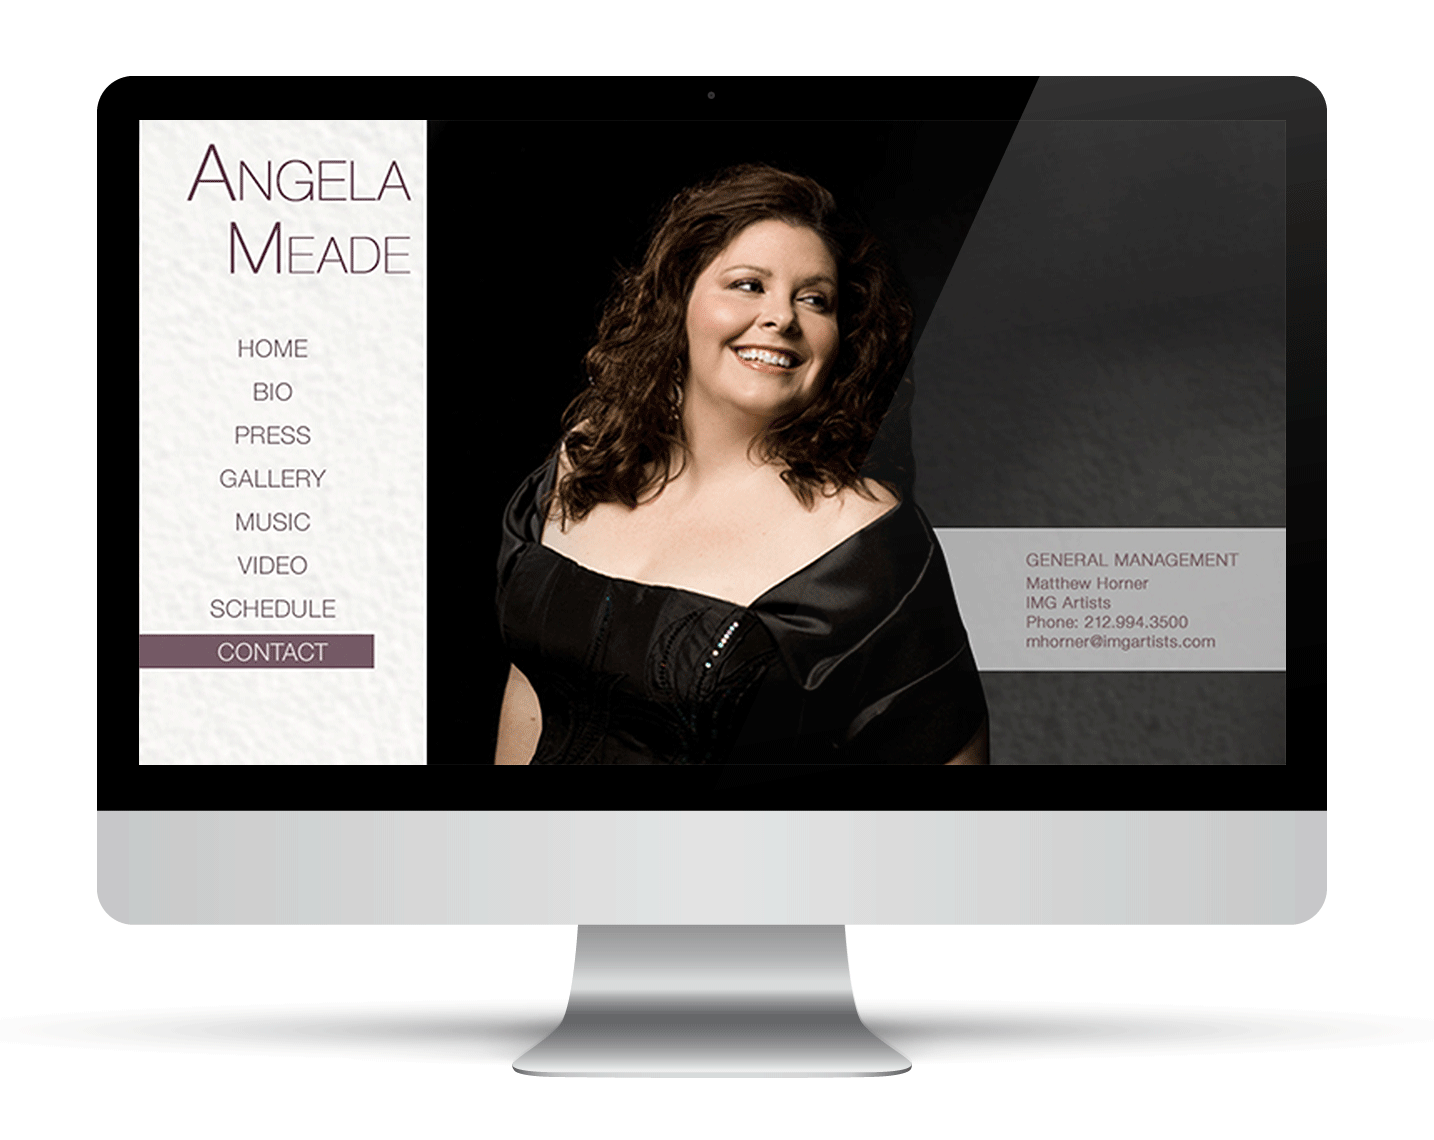 ANGELA
MEADE
HOME
BIO
PRESS
GALLERY
MUSIC
VIDEO
SCHEDULE
CONTACT
GENERAL MANAGEMENT
Matthew Horner
IMG Artists
Phone: 212.994.3500
mhorner@imgartists.com